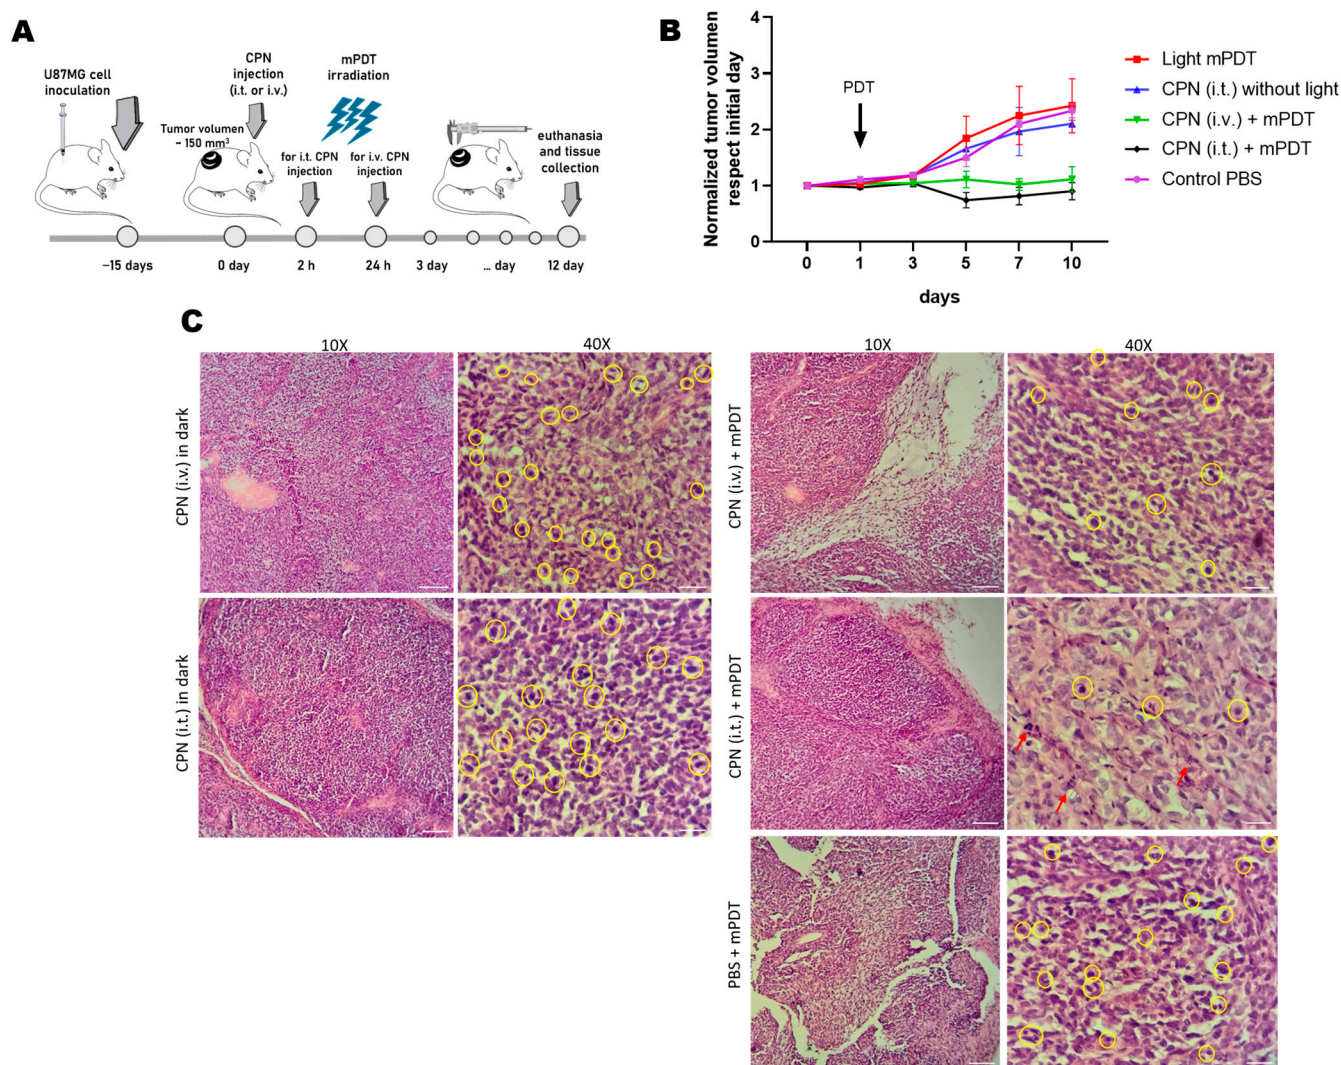 A
U87MG cell
inoculation
CPN
injection
(i.t. or i.v.)
mPDT
irradiation
Tumor volumen
~ 150 mm³
for i.t. CPN
injection
for i.v. CPN
injection
euthanasia
and tissue
collection
−15 days
0 day
2 h
24 h
3 day
... day
12 day
B
Normalized tumor volumen
respect initial day
4
3
2
1
0
PDT
0
1
3
5
7
10
days
Light mPDT
CPN (i.t.) without light
CPN (i.v.) + mPDT
CPN (i.t.) + mPDT
Control PBS
C
10X
40X
10X
40X
CPN (i.v.) in dark
CPN (i.v.) + mPDT
CPN (i.t.) in dark
CPN (i.t.) + mPDT
PBS + mPDT